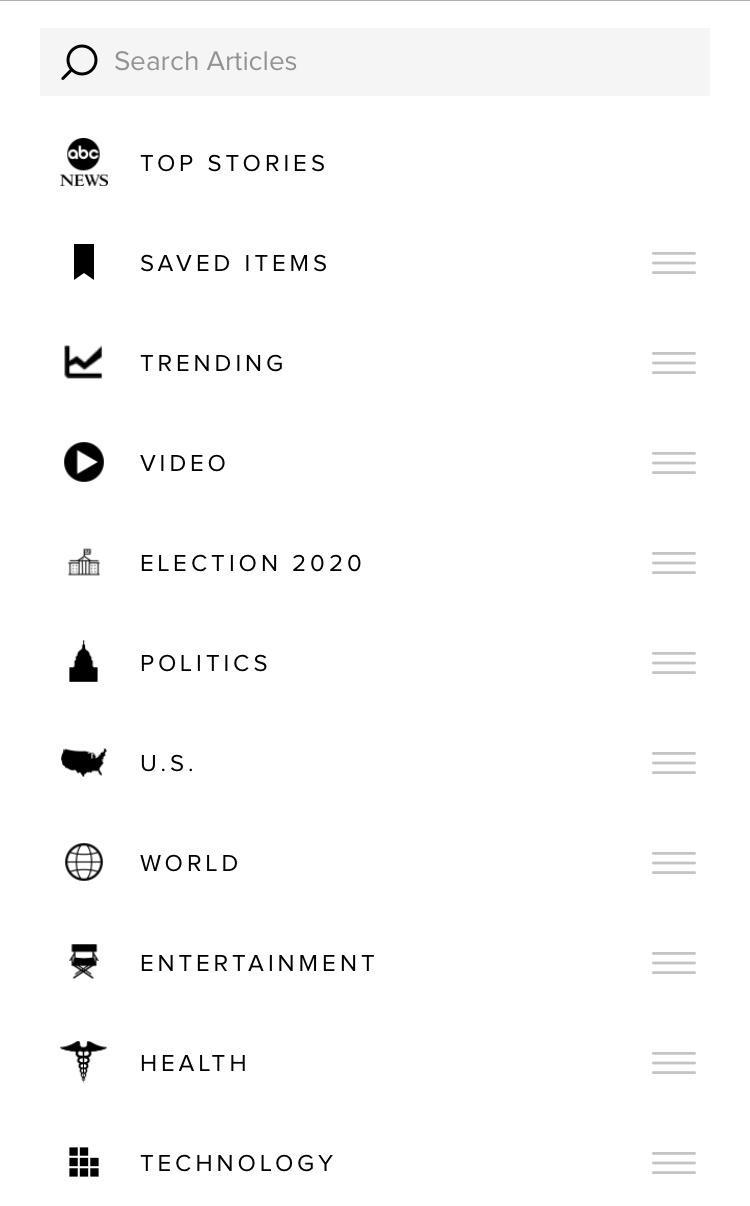 Search Articles
abc
NEWS
TOP STORIES
SAVED ITEMS
TRENDING
VIDEO
ELECTION 2020
POLITICS
U.S.
WORLD
ENTERTAINMENT
HEALTH
TECHNOLOGY